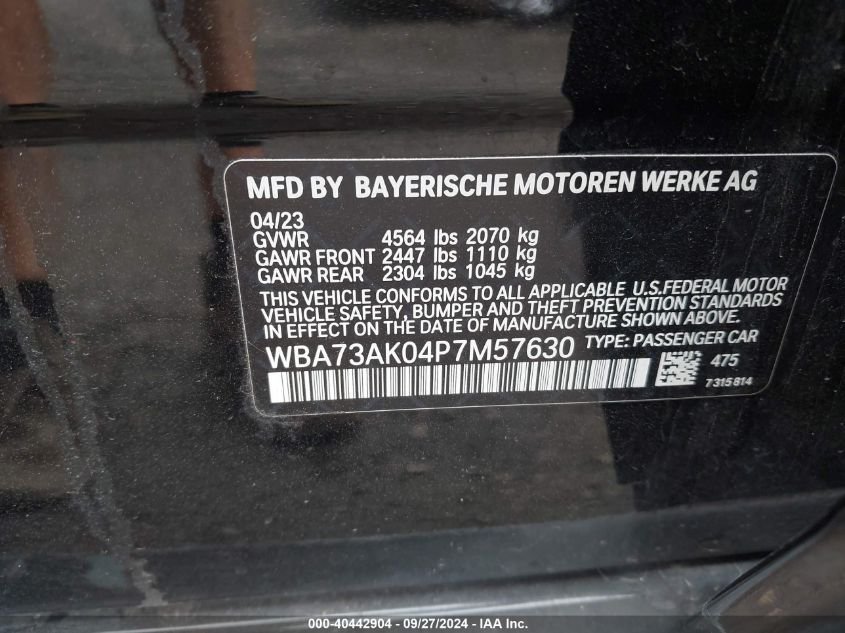 MFD BY BAYERISCHE MOTOREN WERKE AG
04/23
GVWR 4564 lbs 2070 kg
GAWR FRONT 2447 lbs 1110 kg
GAWR REAR 2304 lbs 1045 kg
THIS VEHICLE CONFORMS TO ALL APPLICABLE U.S.FEDERAL MOTOR
VEHICLE SAFETY, BUMPER AND THEFT PREVENTION STANDARDS
IN EFFECT ON THE DATE OF MANUFACTURE SHOWN ABOVE.
WBA73AK04P7M57630 TYPE: PASSENGER CAR
475
7315814
000-40442904 - 09/27/2024 - © IAA, Inc.